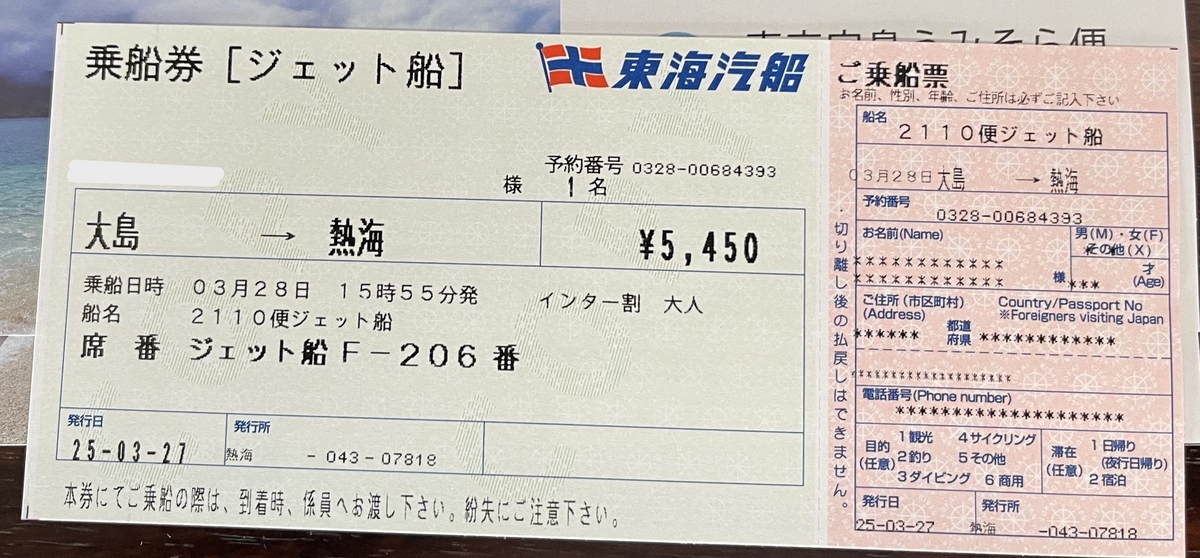 乗船券［ジェット船］
東海汽船
予約番号 0328-00684393
様 1名
大島 → 熱海 ¥5,450
乗船日時 03月28日 15時55分発 インター割 大人
船名 2110便ジェット船
席番 ジェット船F-206番
発行日 発行所
25-03-27 熱海 -043-07818
本券にてご乗船の際は、到着時、係員へお渡し下さい。紛失にご注意下さい。
切り離し後の払戻しはできません。
ご乗船票
お名前、性別、年齢、ご住所は必ずご記入下さい
船名
2110便ジェット船
03月28日 大島 → 熱海
予約番号
0328-00684393
お名前(Name) 男(M)・女(F)
その他(X)
*************
************* 様 *** 才
(Age)
ご住所(市区町村) Country/Passport No
(Address) ※Foreigners visiting Japan
****** 都道
府県 *************
********************
電話番号(Phone number)
********************
目的
(任意)
1観光 4サイクリング
2釣り 5その他
3ダイビング 6商用
滞在
(任意)
1日帰り
(夜行日帰り)
2宿泊
発行日 発行所
25-03-27 熱海 -043-07818